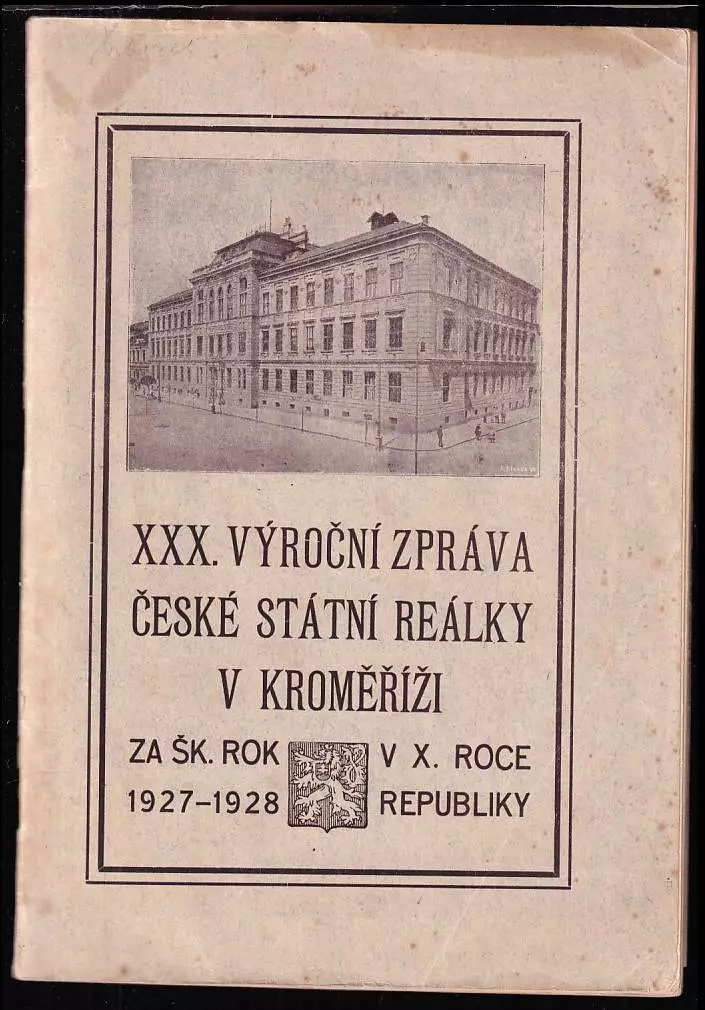 XXX. VÝROČNÍ ZPRÁVA
ČESKÉ STÁTNÍ REÁLKY
V KROMĚŘÍŽI
ZA ŠK. ROK
1927–1928
V X. ROCE
REPUBLIKY